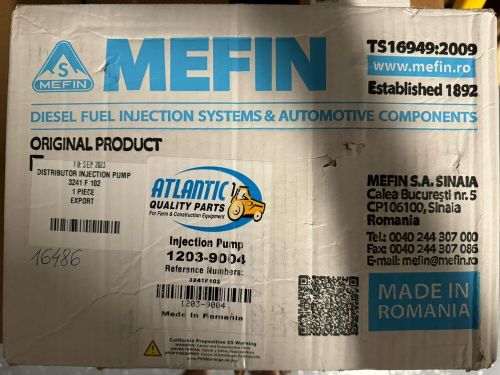 S
MEFIN
MEFIN
TS16949:2009
www.mefin.ro
Established 1892
DIESEL FUEL INJECTION SYSTEMS & AUTOMOTIVE COMPONENTS
ORIGINAL PRODUCT
18 SEP 2023
DISTRIBUTOR INJECTION PUMP
3241 F 102
1 PIECE
EXPORT
16486
ATLANTIC
QUALITY PARTS
For Farm & Construction Equipment
Injection Pump
1203-9004
Reference Numbers:
3241F102
1203-9004
Made in Romania
California Proposition 65 Warning
MEFIN S.A. SINAIA
Calea Bucureşti nr. 5
CP106100, Sinaia
Romania
Tel.: 0040 244 307 000
Fax: 0040 244 307 086
E-mail: mefin@mefin.ro
MADE IN
ROMANIA